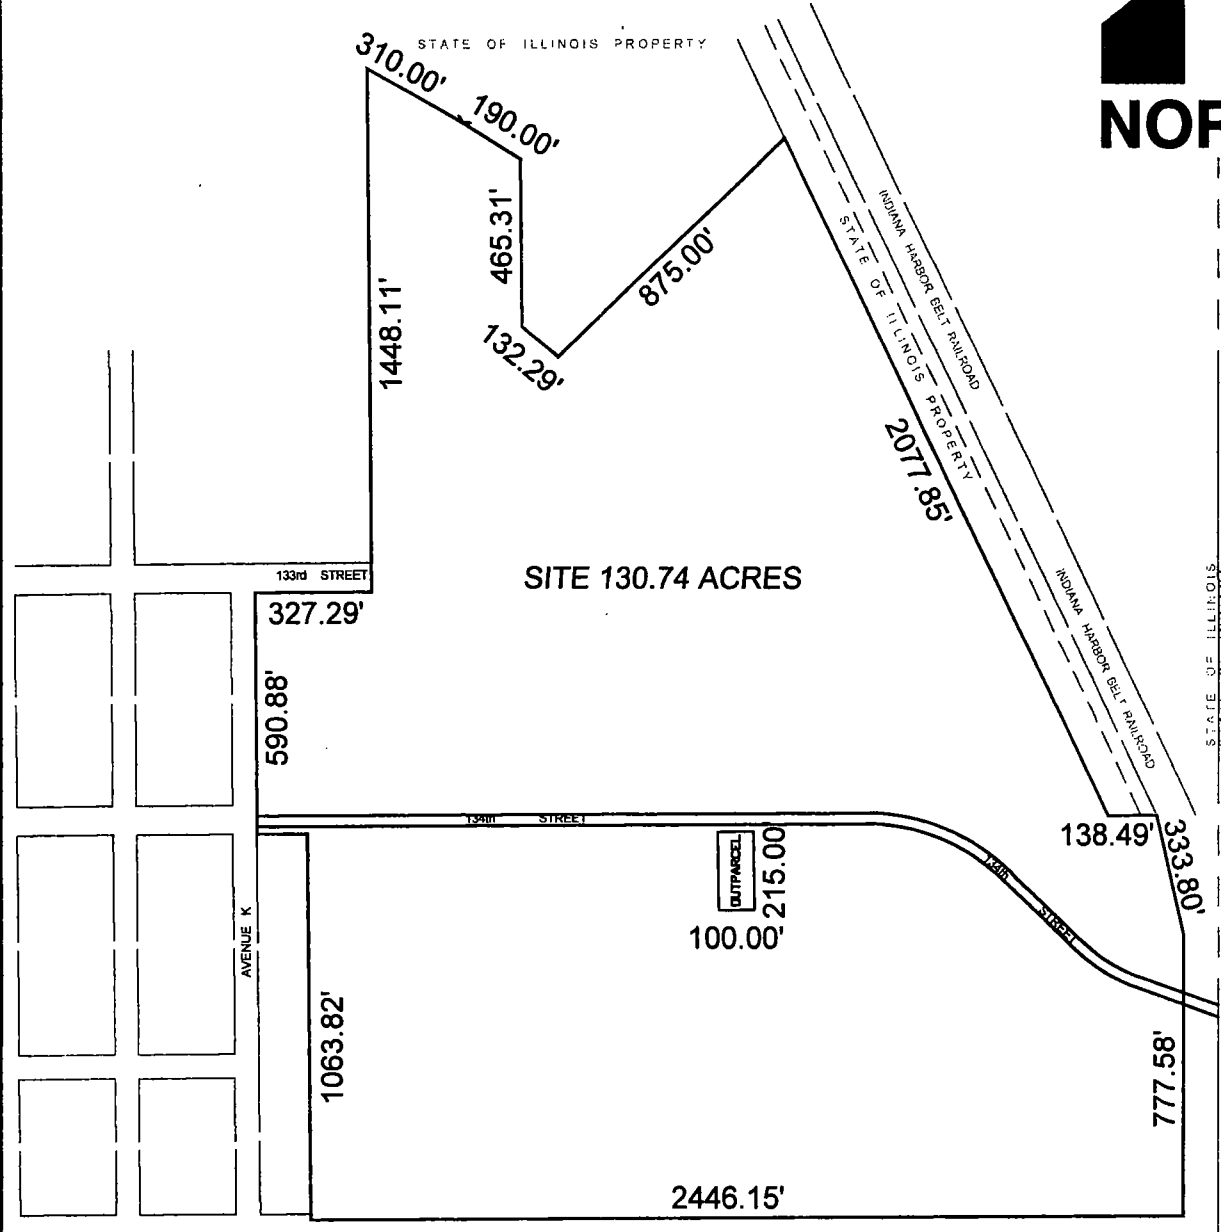 STATE OF ILLINOIS PROPERTY
310.00'
190.00'
NOR
465.31'
875.00'
132.29'
1448.11'
INDIANA HARBOR BELT RAILROAD
STATE OF ILLINOIS PROPERTY
2077.85'
133rd STREET
327.29'
SITE 130.74 ACRES
INDIANA HARBOR BELT RAILROAD
STATE OF ILLINOIS
590.88'
134th STREET
138.49'
333.80'
OUTPARCEL
215.00
100.00'
134th STREET
AVENUE K
1063.82'
777.58'
2446.15'